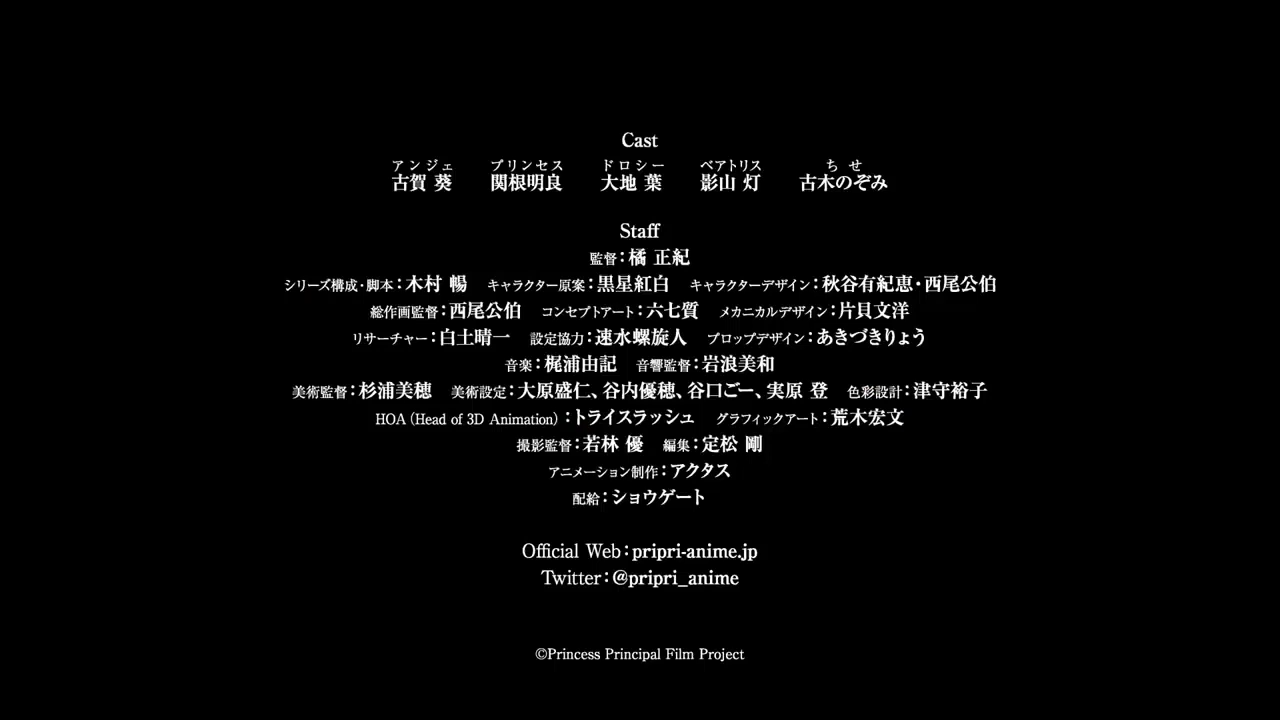 Cast
アンジェ プリンセス ドロシー ベアトリス ちせ
古賀 葵 関根明良 大地 葉 影山 灯 古木のぞみ
Staff
監督：橘 正紀
シリーズ構成・脚本：木村 暢 キャラクター原案：黒星紅白 キャラクターデザイン：秋谷有紀恵・西尾公伯
総作画監督：西尾公伯 コンセプトアート：六七質 メカニカルデザイン：片貝文洋
リサーチャー：白土晴一 設定協力：速水螺旋人 プロップデザイン：あきづきりょう
音楽：梶浦由記 音響監督：岩浪美和
美術監督：杉浦美穂 美術設定：大原盛仁、谷内優穂、谷口ごー、実原 登 色彩設計：津守裕子
HOA (Head of 3D Animation)：トライスラッシュ グラフィックアート：荒木宏文
撮影監督：若林 優 編集：定松 剛
アニメーション制作：アクタス
配給：ショウゲート
Official Web：pripri-anime.jp
Twitter：@pripri_anime
©Princess Principal Film Project